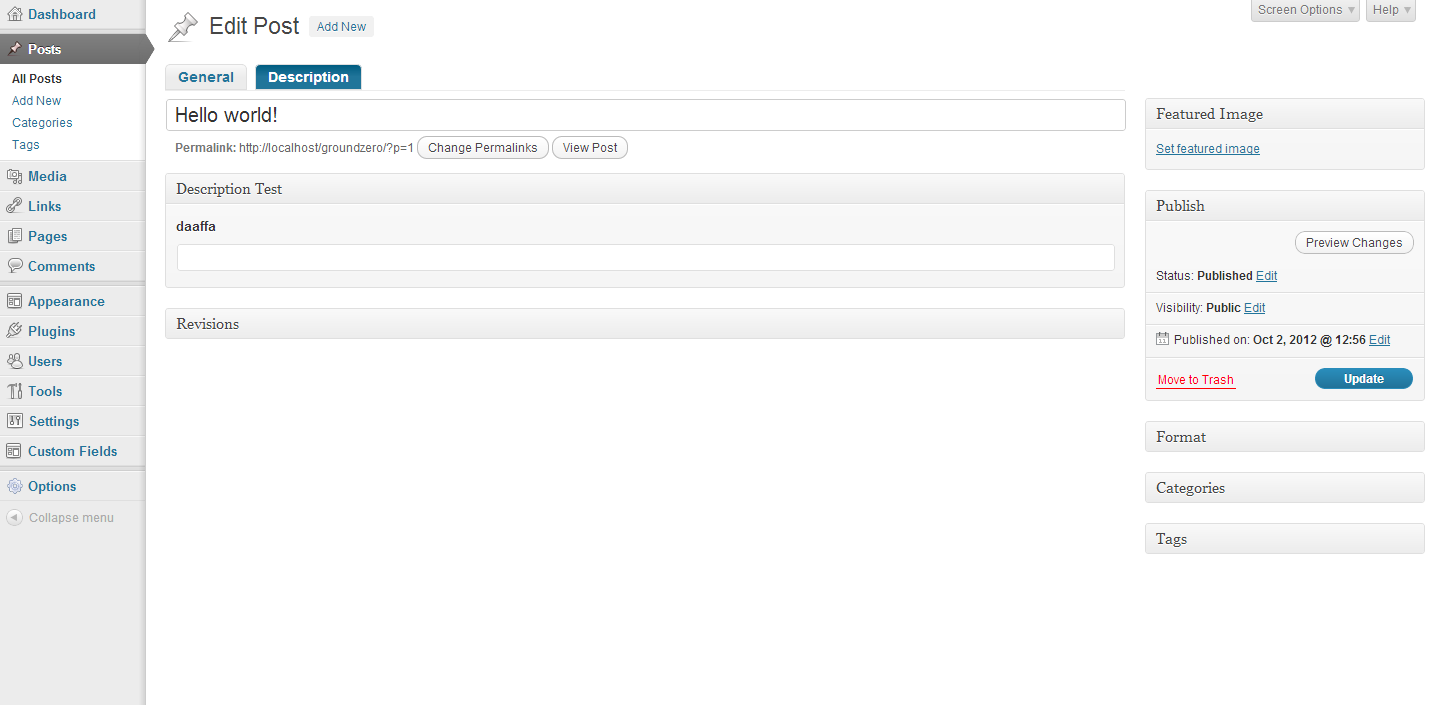 Dashboard
Posts
All Posts
Add New
Categories
Tags
Media
Links
Pages
Comments
Appearance
Plugins
Users
Tools
Settings
Custom Fields
Options
Collapse menu
Edit Post Add New
Screen Options Help
General Description
Hello world!
Permalink: http://localhost/groundzero/?p=1 Change Permalinks View Post
Description Test
daaffa
Revisions
Featured Image
Set featured image
Publish
Preview Changes
Status: Published Edit
Visibility: Public Edit
Published on: Oct 2, 2012 @ 12:56 Edit
Move to Trash Update
Format
Categories
Tags